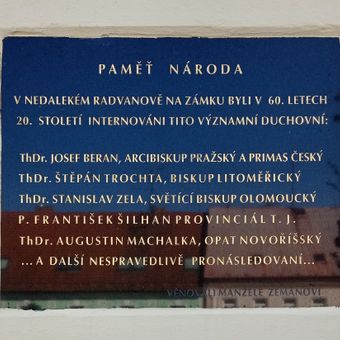 PAMĚŤ NÁRODA
V NEDALEKÉM RADVANOVĚ NA ZÁMKU BYLI V 60. LETECH
20. STOLETÍ INTERNOVÁNI TITO VÝZNAMNÍ DUCHOVNÍ:
ThDr. JOSEF BERAN, ARCIBISKUP PRAŽSKÝ A PRIMAS ČESKÝ
ThDr. ŠTĚPÁN TROCHTA, BISKUP LITOMĚŘICKÝ
ThDr. STANISLAV ZELA, SVĚTÍCÍ BISKUP OLOMOUCKÝ
P. FRANTIŠEK ŠILHAN PROVINCIÁL T. J.
ThDr. AUGUSTIN MACHALKA, OPAT NOVOŘÍŠSKÝ
... A DALŠÍ NESPRAVEDLIVĚ PRONÁSLEDOVANÍ...
VĚNOVALI MANŽELÉ ZEMANOVI